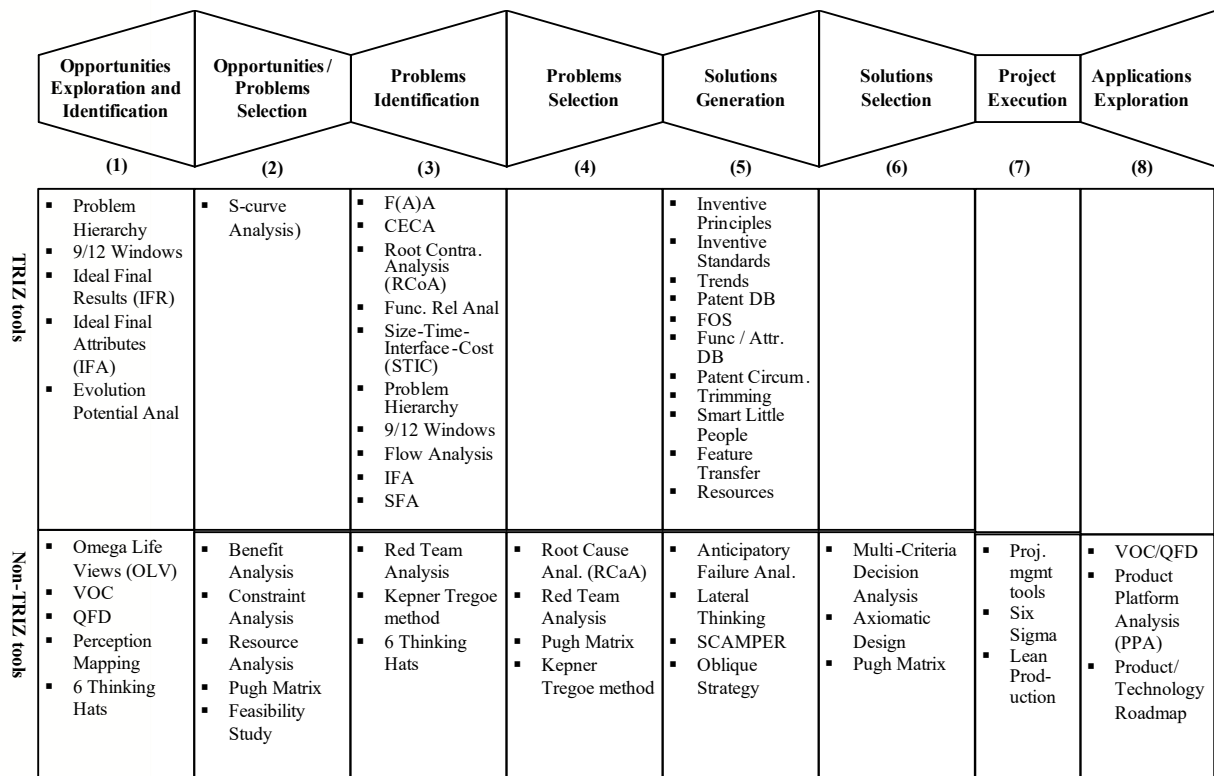 Opportunities
Exploration and
Identification
(1)
Opportunities /
Problems
Selection
(2)
Problems
Identification
(3)
Problems
Selection
(4)
Solutions
Generation
(5)
Solutions
Selection
(6)
Project
Execution
(7)
Applications
Exploration
(8)
TRIZ tools
▪ Problem
Hierarchy
▪ 9/12 Windows
▪ Ideal Final
Results (IFR)
▪ Ideal Final
Attributes
(IFA)
▪ Evolution
Potential Anal
▪ S-curve
Analysis)
▪ F(A)A
▪ CECA
▪ Root Contra.
Analysis
(RCoA)
▪ Func. Rel Anal
▪ Size-Time-
Interface-Cost
(STIC)
▪ Problem
Hierarchy
▪ 9/12 Windows
▪ Flow Analysis
▪ IFA
▪ SFA
▪ Inventive
Principles
▪ Inventive
Standards
▪ Trends
▪ Patent DB
▪ FOS
▪ Func / Attr.
DB
▪ Patent Circum.
▪ Trimming
▪ Smart Little
People
▪ Feature
Transfer
▪ Resources
Non-TRIZ tools
▪ Omega Life
Views (OLV)
▪ VOC
▪ QFD
▪ Perception
Mapping
▪ 6 Thinking
Hats
▪ Benefit
Analysis
▪ Constraint
Analysis
▪ Resource
Analysis
▪ Pugh Matrix
▪ Feasibility
Study
▪ Red Team
Analysis
▪ Kepner Tregoe
method
▪ 6 Thinking
Hats
▪ Root Cause
Anal. (RCaA)
▪ Red Team
Analysis
▪ Pugh Matrix
▪ Kepner
Tregoe method
▪ Anticipatory
Failure Anal.
▪ Lateral
Thinking
▪ SCAMPER
▪ Oblique
Strategy
▪ Multi-Criteria
Decision
Analysis
▪ Axiomatic
Design
▪ Pugh Matrix
▪ Proj.
mgmt
tools
▪ Six
Sigma
▪ Lean
Prod-
uction
▪ VOC/QFD
▪ Product
Platform
Analysis
(PPA)
▪ Product/
Technology
Roadmap